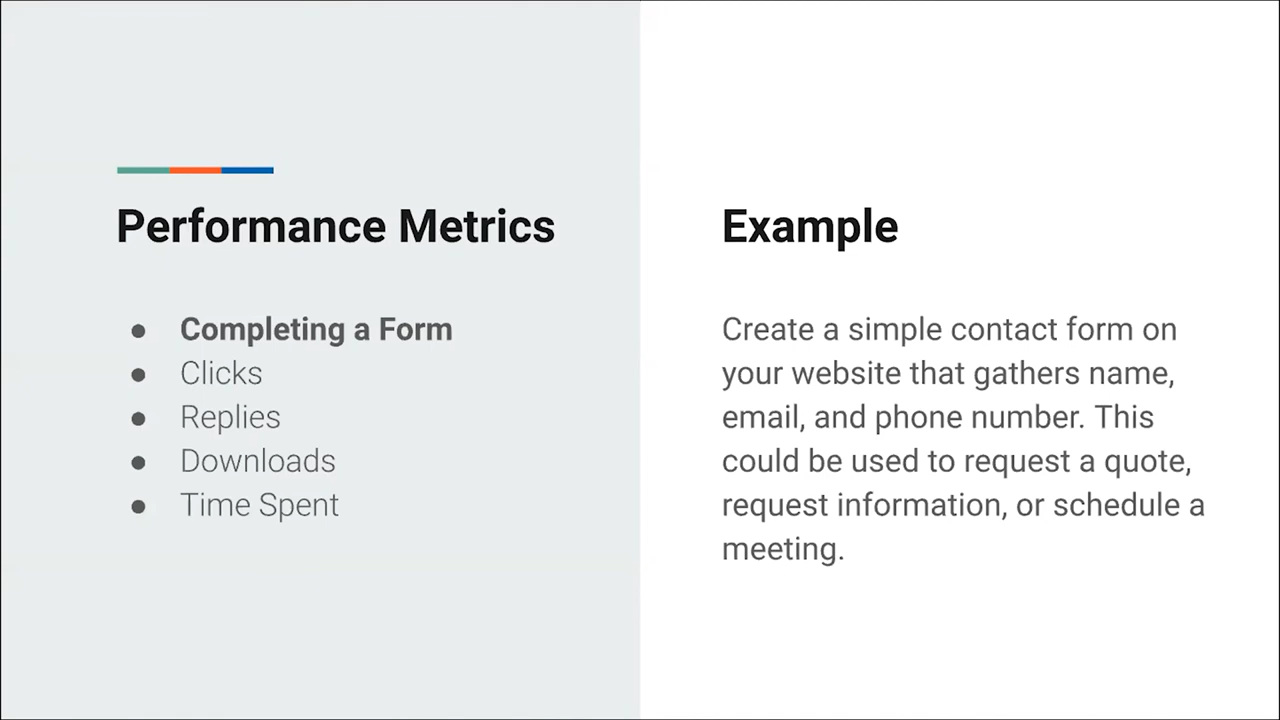 Performance Metrics
● Completing a Form
● Clicks
● Replies
● Downloads
● Time Spent
Example
Create a simple contact form on
your website that gathers name,
email, and phone number. This
could be used to request a quote,
request information, or schedule a
meeting.